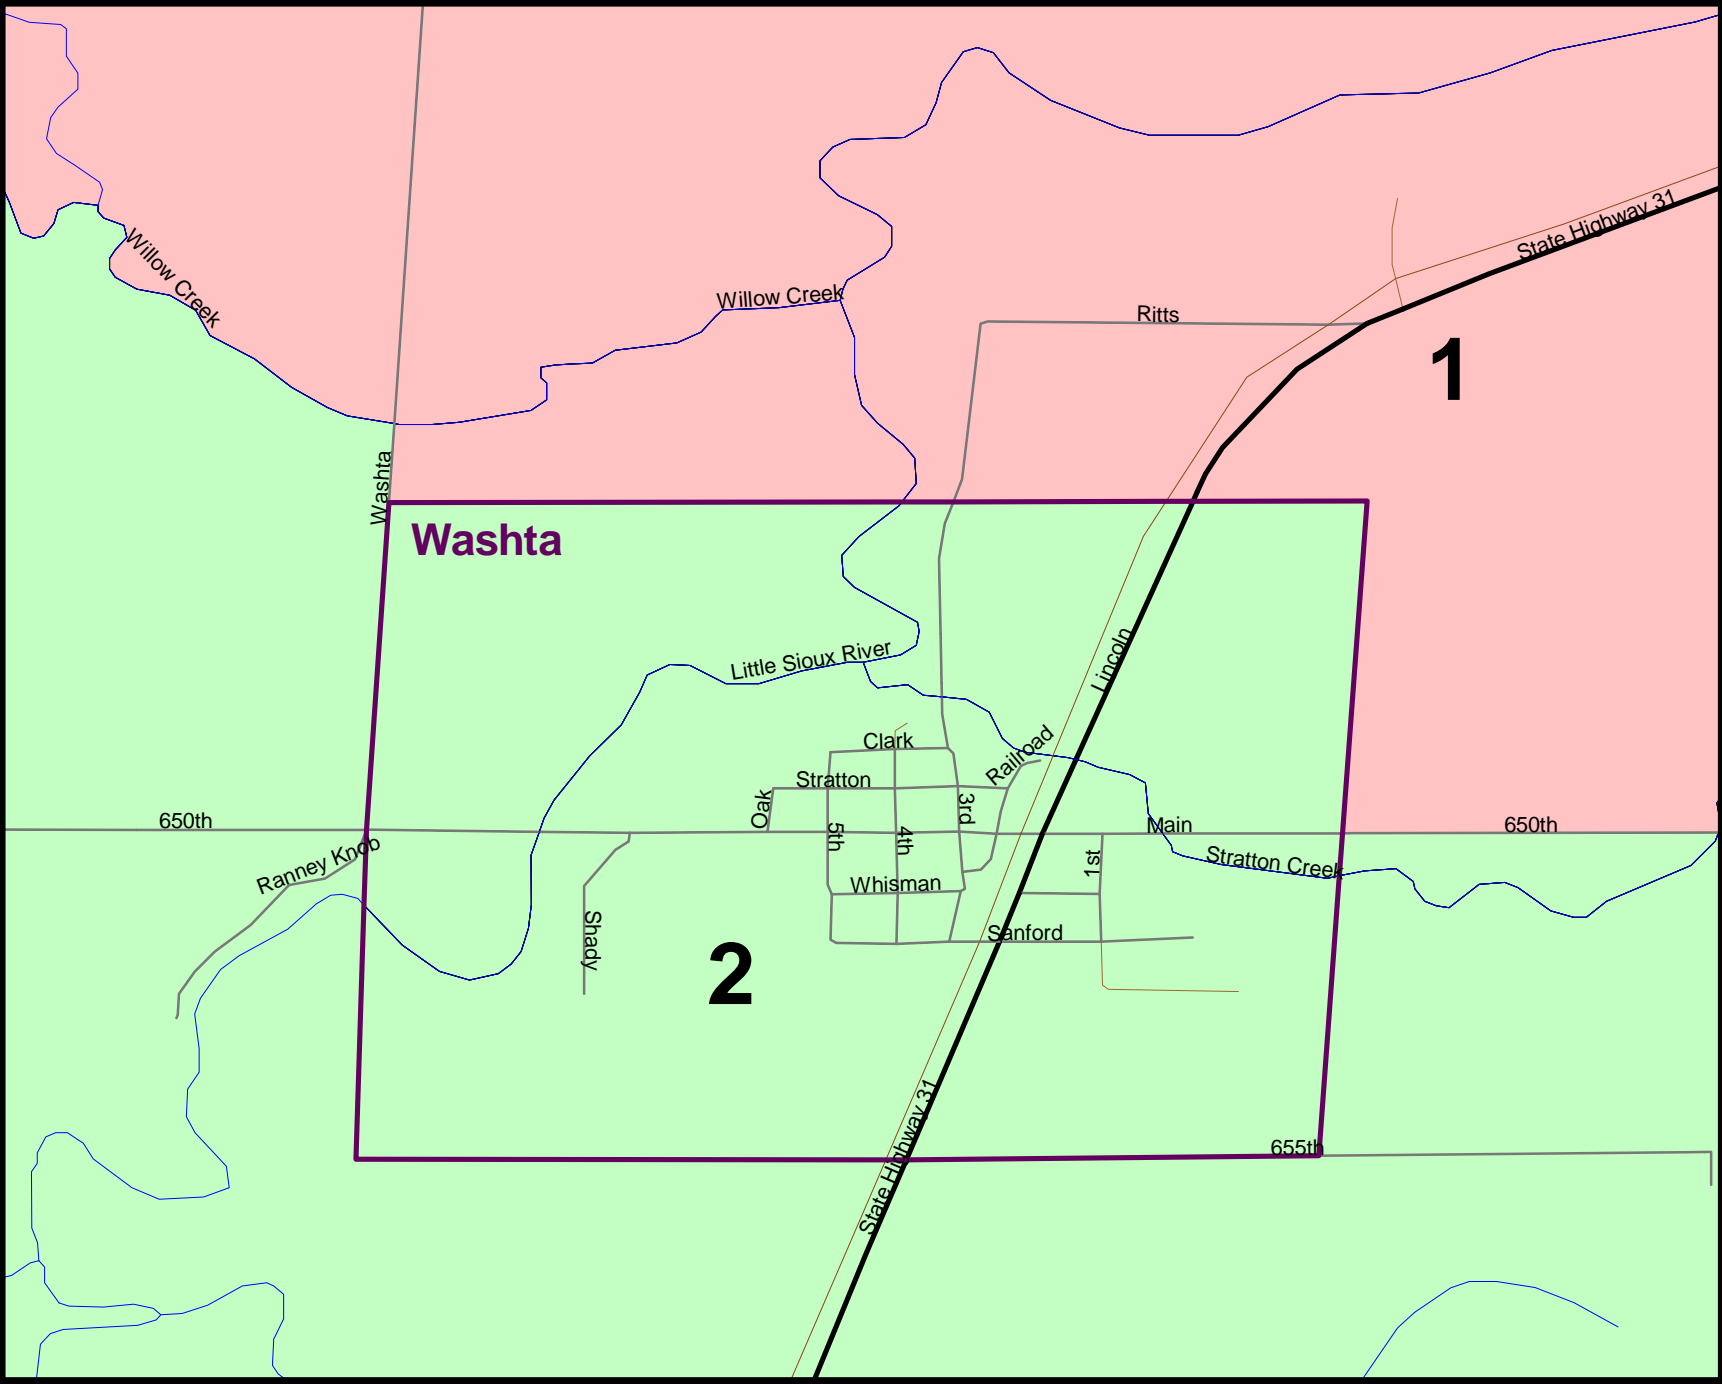 State Highway 31
Willow Creek
Willow Creek
Ritts
1
Washta
Washta
Lincoln
Little Sioux River
Clark
Railroad
Stratton
Oak
3rd
650th
5th
4th
Main
650th
Ranney Knob
1st
Stratton Creek
Whisman
Shady
Sanford
2
State Highway 31
655th